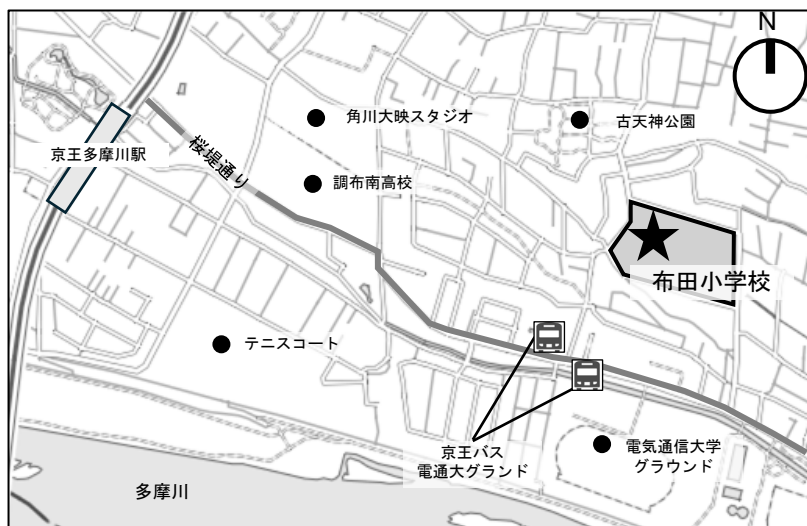 N
角川大映スタジオ
古天神公園
京王多摩川駅
桜堤通り
調布南高校
布田小学校
テニスコート
京王バス
電通大グランド
電気通信大学
グラウンド
多摩川